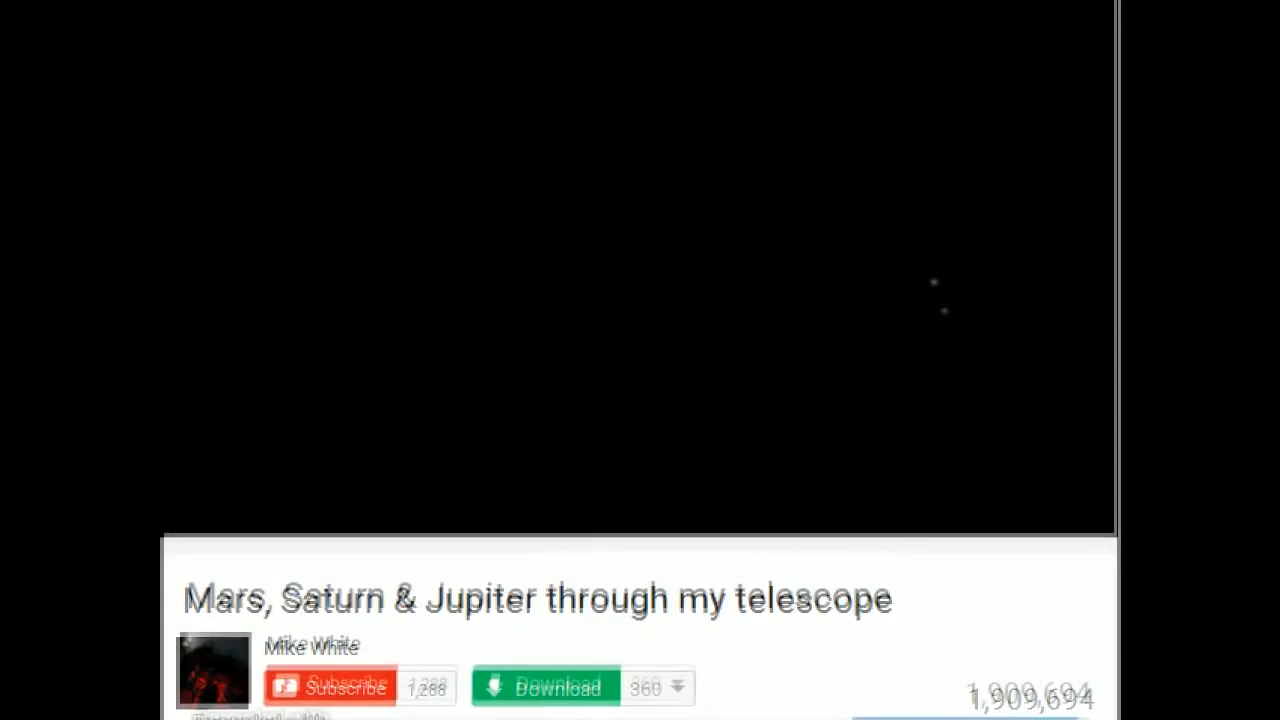 Mars, Saturn & Jupiter through my telescope
Mike White
Subscribe 1,288 Download 360
1,909,694